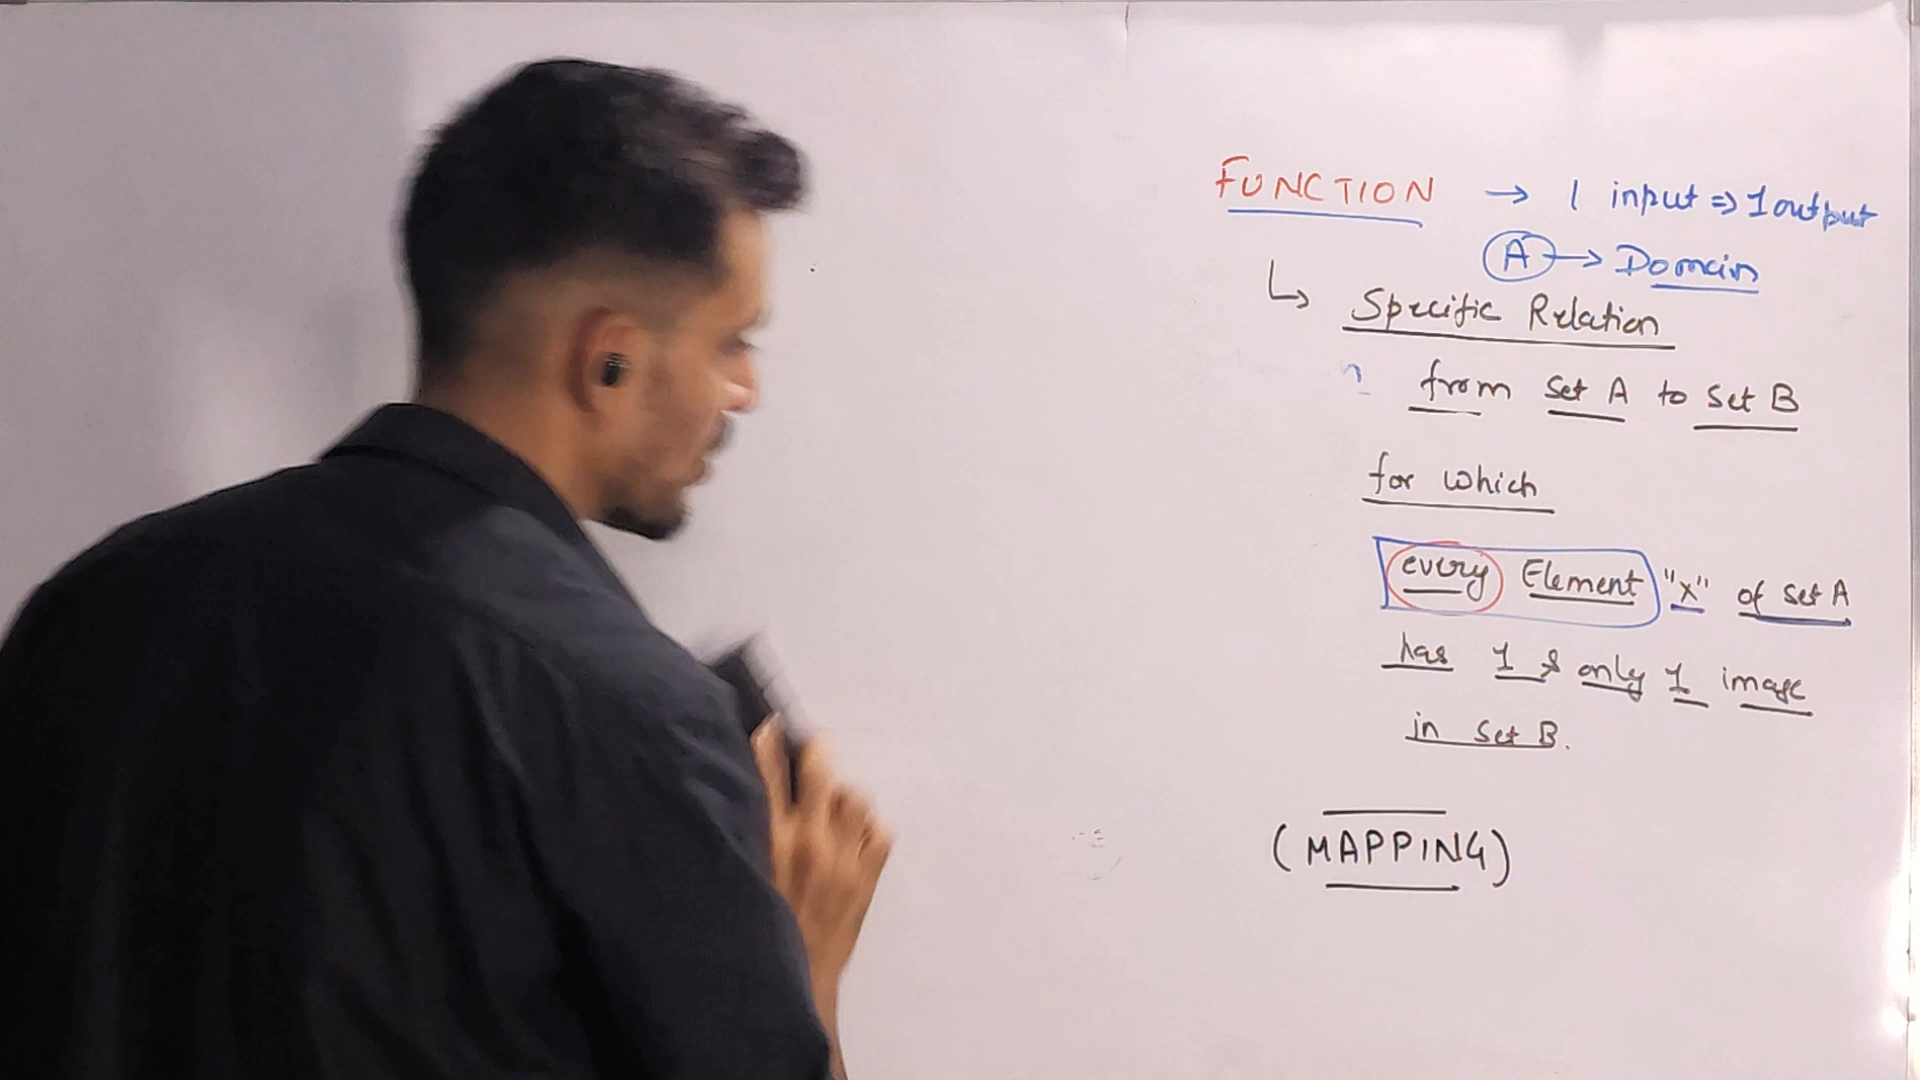 FUNCTION → 1 input ⇒ 1 output
A → Domain
↳ Specific Relation
from Set A to Set B
for which
every Element "x" of set A
has 1 & only 1 image
in Set B.
(MAPPING)